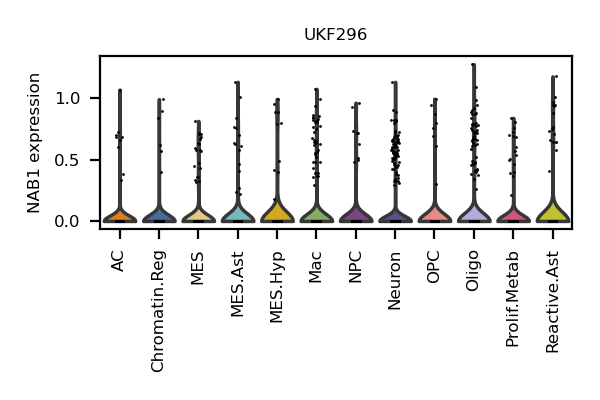 UKF296
NAB1 expression
1.0
0.5
0.0
AC
Chromatin.Reg
MES
MES.Ast
MES.Hyp
Mac
NPC
Neuron
OPC
Oligo
Prolif.Metab
Reactive.Ast